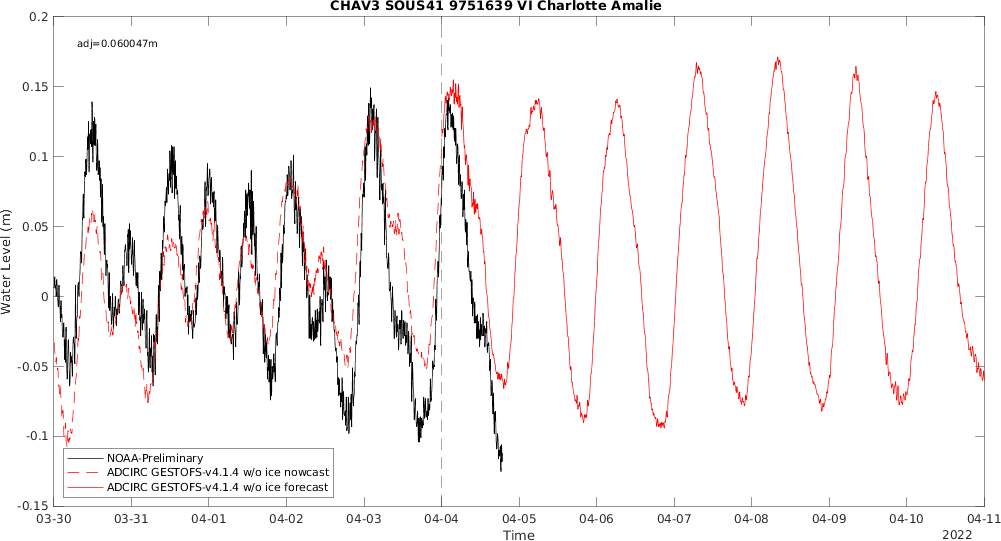 CHAV3 SOUS41 9751639 VI Charlotte Amalie
adj=0.060047m
0.2
0.15
0.1
0.05
0
-0.05
-0.1
-0.15
Water Level (m)
NOAA-Preliminary
ADCIRC GESTOFS-v4.1.4 w/o ice nowcast
ADCIRC GESTOFS-v4.1.4 w/o ice forecast
03-30 03-31 04-01 04-02 04-03 04-04 04-05 04-06 04-07 04-08 04-09 04-10 04-11
Time
2022